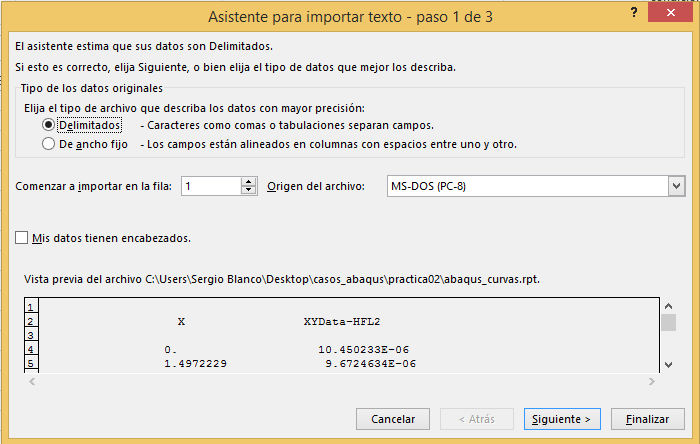 Asistente para importar texto - paso 1 de 3
? ×
El asistente estima que sus datos son Delimitados.
Si esto es correcto, elija Siguiente, o bien elija el tipo de datos que mejor los describa.
Tipo de los datos originales
Elija el tipo de archivo que describa los datos con mayor precisión:
Delimitados - Caracteres como comas o tabulaciones separan campos.
De ancho fijo - Los campos están alineados en columnas con espacios entre uno y otro.
Comenzar a importar en la fila: 1 Origen del archivo: MS-DOS (PC-8)
Mis datos tienen encabezados.
Vista previa del archivo C:\Users\Sergio Blanco\Desktop\casos_abaqus\practica02\abaqus_curvas.rpt.
1
2 X XYData-HFL2
3
4 0. 10.450233E-06
5 1.4972229 9.6724634E-06
Cancelar < Atrás Siguiente > Finalizar